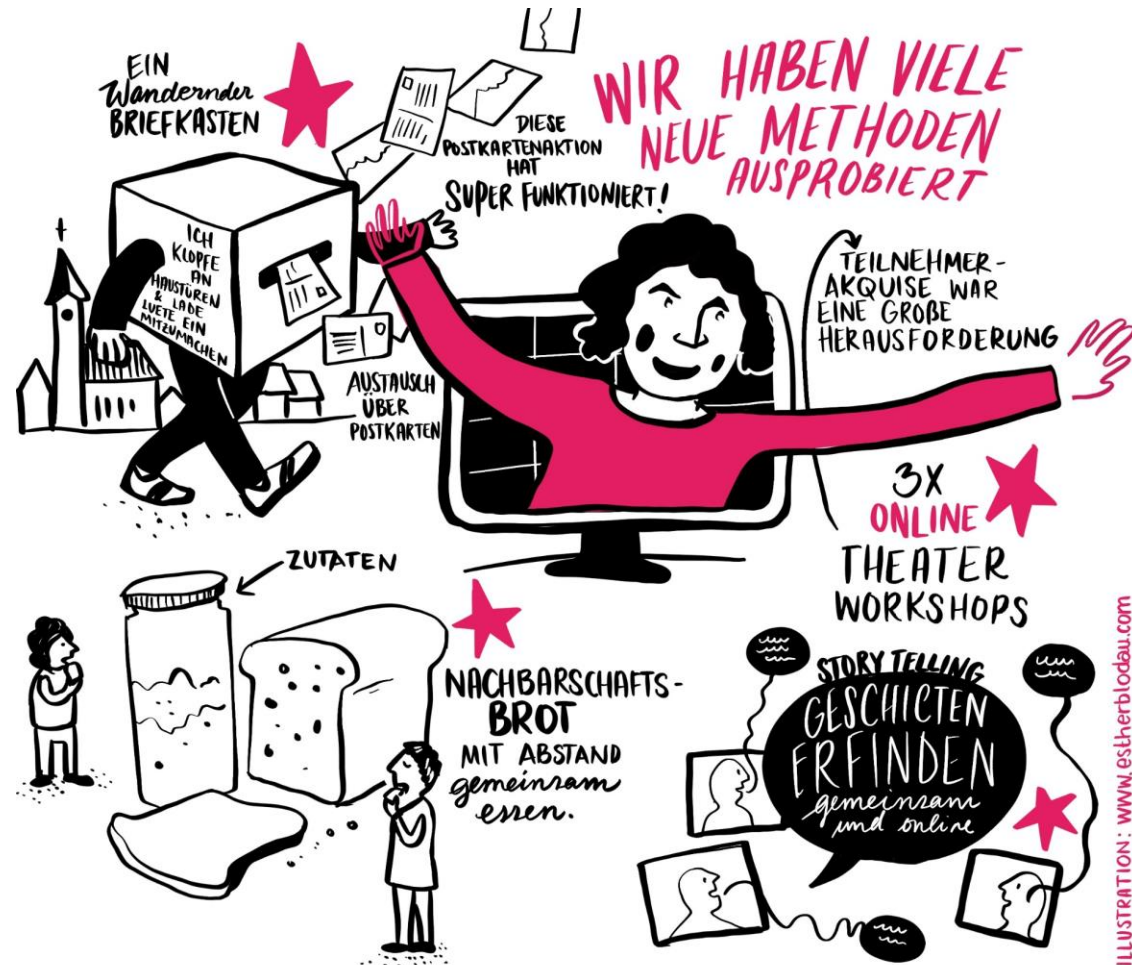 EIN
Wandernder
BRIEFKASTEN
DIESE
POSTKARTENAKTION
HAT
SUPER FUNKTIONIERT!
WIR HABEN VIELE
NEUE METHODEN
AUSPROBIERT
ICH
KLOPFE
AN
HAUSTÜREN
& LADE
LUETE EIN
MITZUMACHEN
AUSTAUSCH
ÜBER
POSTKARTEN
TEILNEHMER-
AKQUISE WAR
EINE GROßE
HERAUSFORDERUNG
3X
ONLINE
THEATER
WORKSHOPS
ZUTATEN
NACHBARSCHAFTS-
BROT
MIT ABSTAND
gemeinsam
essen.
STORY TELLING
GESCHICTEN
ERFINDEN
gemeinsam
und online
ILLUSTRATION: www.estherblodau.com